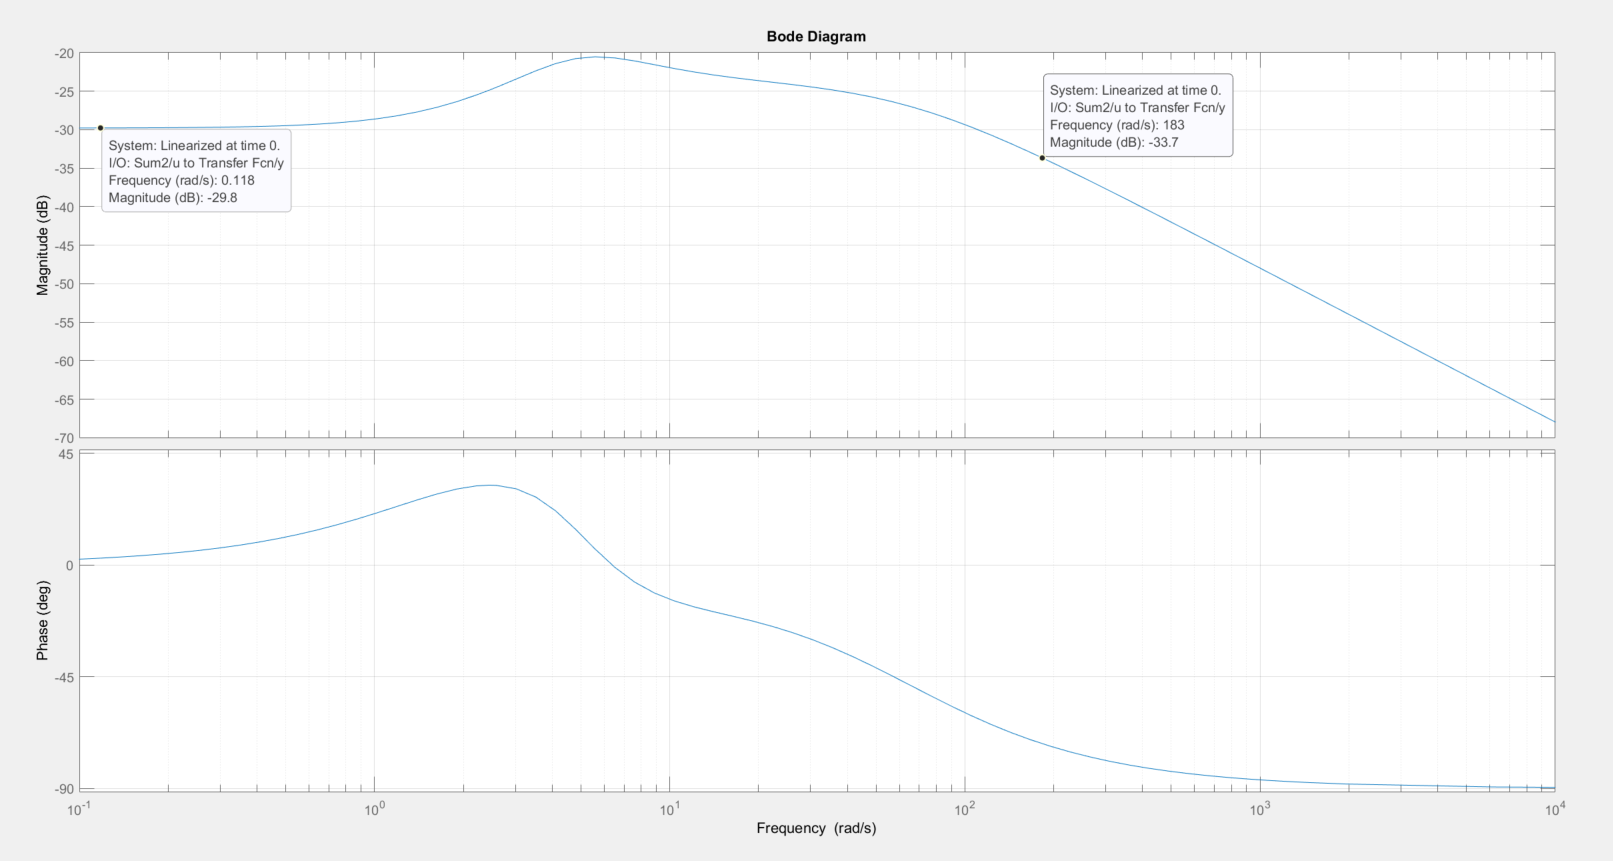 Bode Diagram
-20
-25
-30
-35
-40
-45
-50
-55
-60
-65
-70
Magnitude (dB)
System: Linearized at time 0.
I/O: Sum2/u to Transfer Fcn/y
Frequency (rad/s): 0.118
Magnitude (dB): -29.8
System: Linearized at time 0.
I/O: Sum2/u to Transfer Fcn/y
Frequency (rad/s): 183
Magnitude (dB): -33.7
45
0
-45
-90
Phase (deg)
10-1 100 101 102 103 104
Frequency (rad/s)